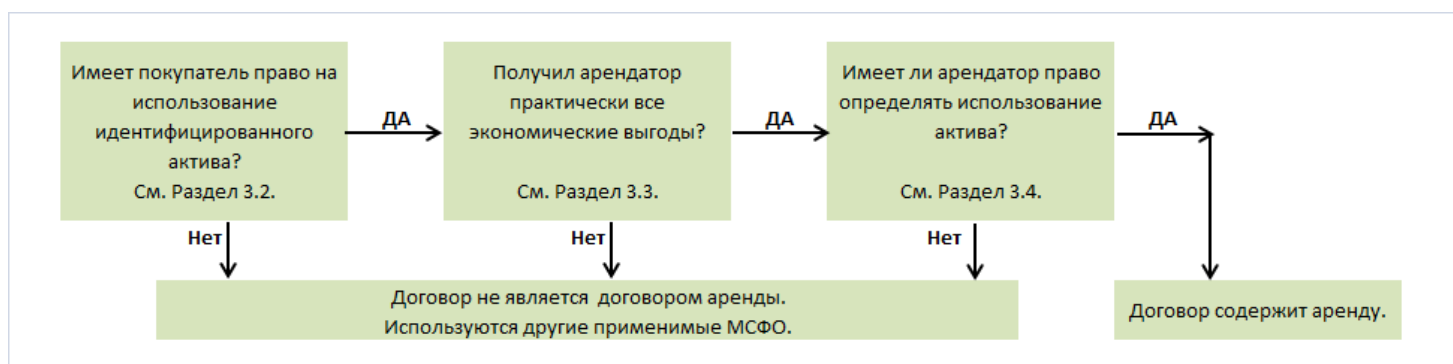 Имеет покупатель право на
использование
идентифицированного
актива?
См. Раздел 3.2.
ДА
Получил арендатор
практически все
экономические выгоды?
См. Раздел 3.3.
ДА
Имеет ли арендатор право
определять использование
актива?
См. Раздел 3.4.
ДА
Нет
Нет
Нет
Договор не является договором аренды.
Используются другие применимые МСФО.
Договор содержит аренду.